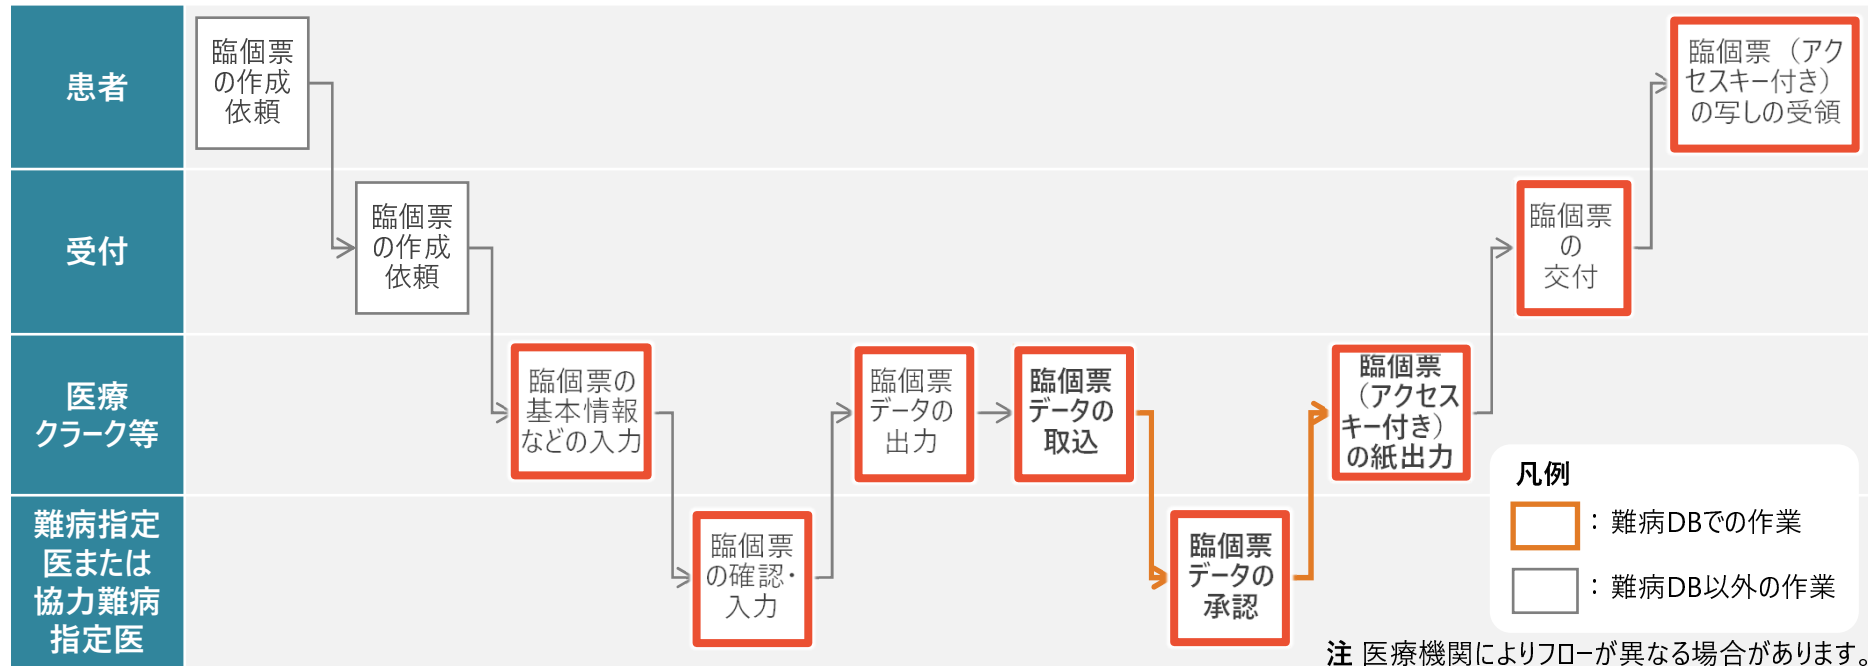 患者
臨個票
の作成
依頼
臨個票（アク
セスキー付き）
の写しの受領
受付
臨個票
の作成
依頼
臨個票
の
交付
医療
クラーク等
臨個票の
基本情報
などの入力
臨個票
データの
出力
臨個票
データの
取込
臨個票
（アクセス
キー付き）
の紙出力
難病指定
医または
協力難病
指定医
臨個票
の確認・
入力
臨個票
データの
承認
凡例
：難病DBでの作業
：難病DB以外の作業
注 医療機関によりフローが異なる場合があります。